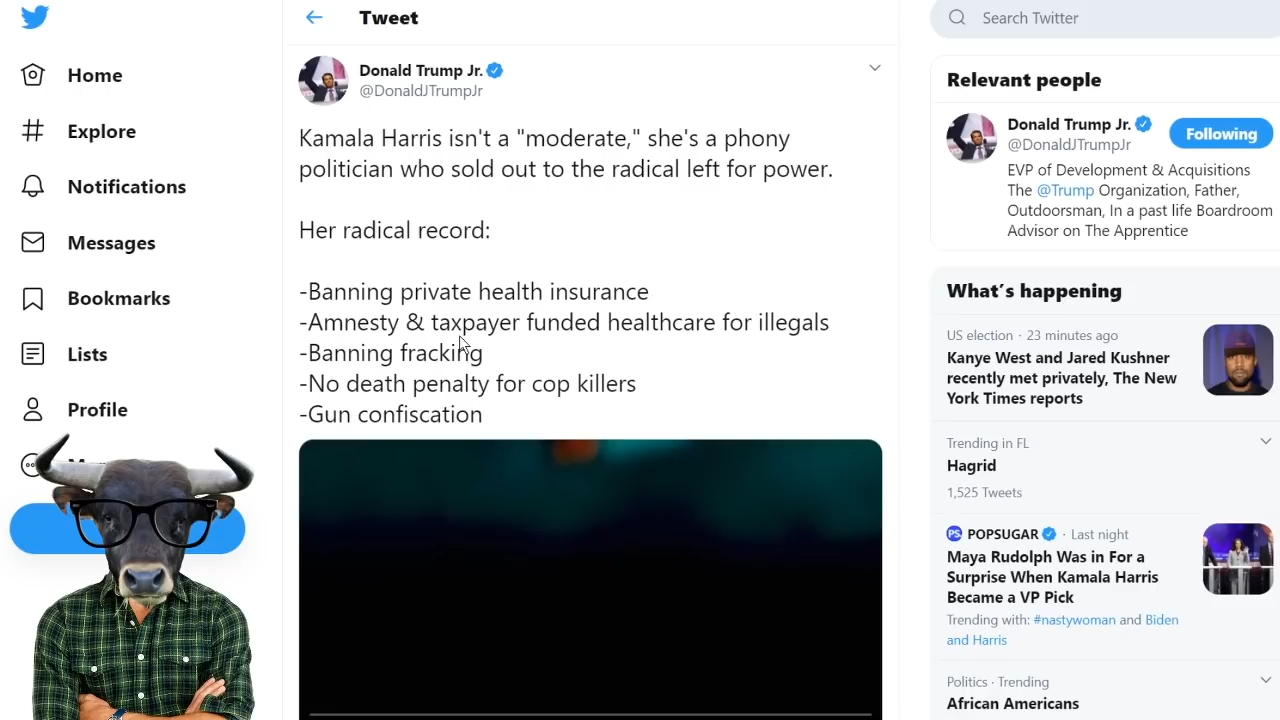 Home
Explore
Notifications
Messages
Bookmarks
Lists
Profile
Tweet
Donald Trump Jr.
@DonaldJTrumpJr
Kamala Harris isn't a "moderate," she's a phony
politician who sold out to the radical left for power.
Her radical record:
-Banning private health insurance
-Amnesty & taxpayer funded healthcare for illegals
-Banning fracking
-No death penalty for cop killers
-Gun confiscation
Search Twitter
Relevant people
Donald Trump Jr.
@DonaldJTrumpJr
Following
EVP of Development & Acquisitions
The @Trump Organization, Father,
Outdoorsman, In a past life Boardroom
Advisor on The Apprentice
What's happening
US election · 23 minutes ago
Kanye West and Jared Kushner
recently met privately, The New
York Times reports
Trending in FL
Hagrid
1,525 Tweets
PS POPSUGAR · Last night
Maya Rudolph Was in For a
Surprise When Kamala Harris
Became a VP Pick
Trending with: #nastywoman and Biden
and Harris
Politics · Trending
African Americans